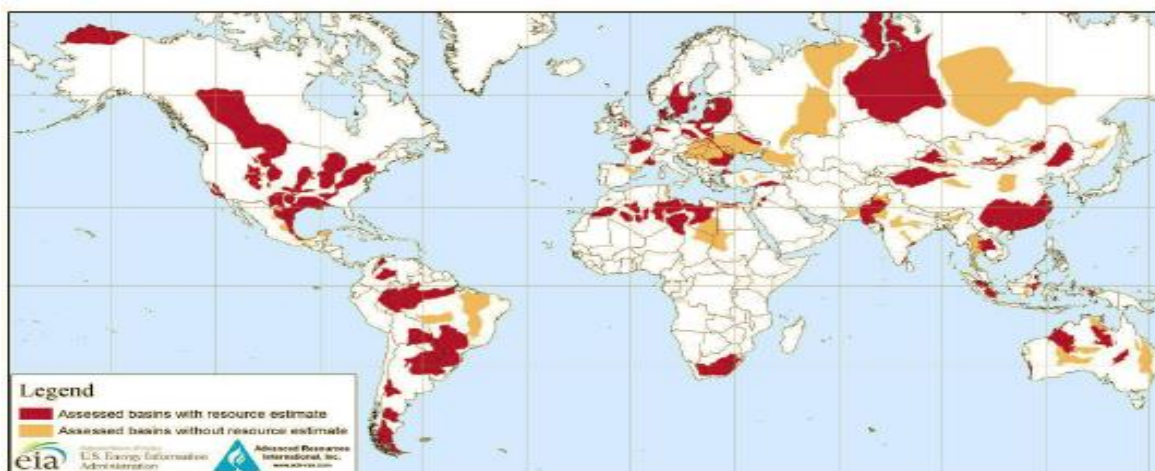 Legend
Assessed basins with resource estimate
Assessed basins without resource estimate
eia
U.S. Energy Information
Administration
Advanced Resources
International, Inc.